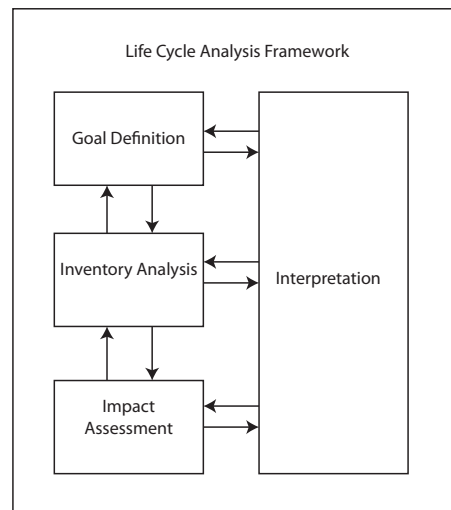 Life Cycle Analysis Framework
Goal Definition
Inventory Analysis
Interpretation
Impact
Assessment